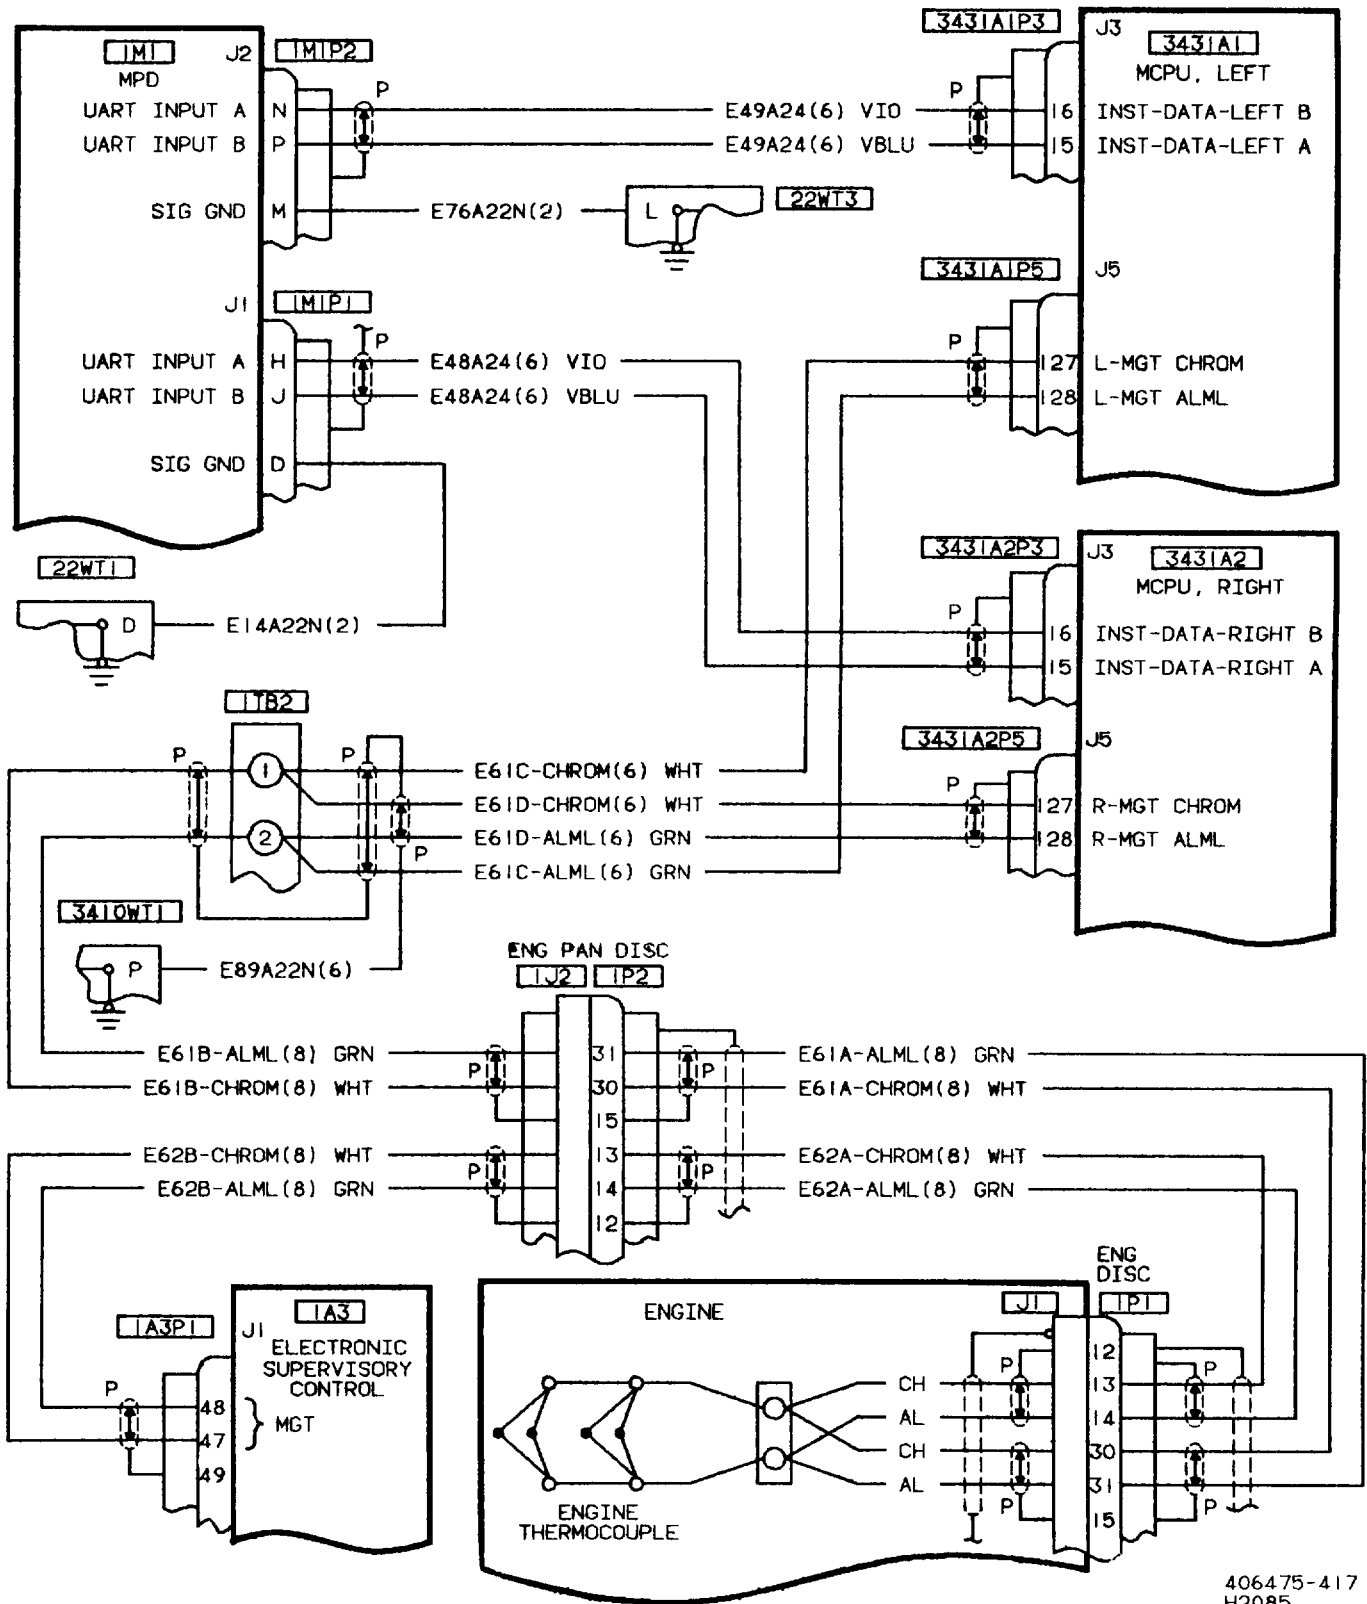 1M1
MPD
J2
1M1P2
P
UART INPUT A
N
E49A24(6) VIO
UART INPUT B
P
E49A24(6) VBLU
SIG GND
M
E76A22N(2)
L
22WT3
J1
1M1P1
P
UART INPUT A
H
E48A24(6) VIO
UART INPUT B
J
E48A24(6) VBLU
SIG GND
D
22WT1
D
E14A22N(2)
3431A1P3
J3
3431A1
MCPU, LEFT
P
16
INST-DATA-LEFT B
15
INST-DATA-LEFT A
3431A1P5
J5
P
127
L-MGT CHROM
128
L-MGT ALML
3431A2P3
J3
3431A2
MCPU, RIGHT
P
16
INST-DATA-RIGHT B
15
INST-DATA-RIGHT A
3431A2P5
J5
P
127
R-MGT CHROM
128
R-MGT ALML
1TB2
P
P
1
E61C-CHROM(6) WHT
E61D-CHROM(6) WHT
2
E61D-ALML(6) GRN
P
E61C-ALML(6) GRN
3410WT1
P
E89A22N(6)
ENG PAN DISC
1J2
1P2
E61B-ALML(8) GRN
31
E61A-ALML(8) GRN
P
P
E61B-CHROM(8) WHT
30
E61A-CHROM(8) WHT
15
E62B-CHROM(8) WHT
13
E62A-CHROM(8) WHT
P
P
E62B-ALML(8) GRN
14
E62A-ALML(8) GRN
12
1A3P1
J1
1A3
ELECTRONIC
SUPERVISORY
CONTROL
P
48
MGT
47
49
ENGINE
ENGINE
THERMOCOUPLE
ENG
DISC
J1
1P1
12
P
P
CH
13
AL
14
CH
30
AL
31
P
P
15
406475-417
H2085